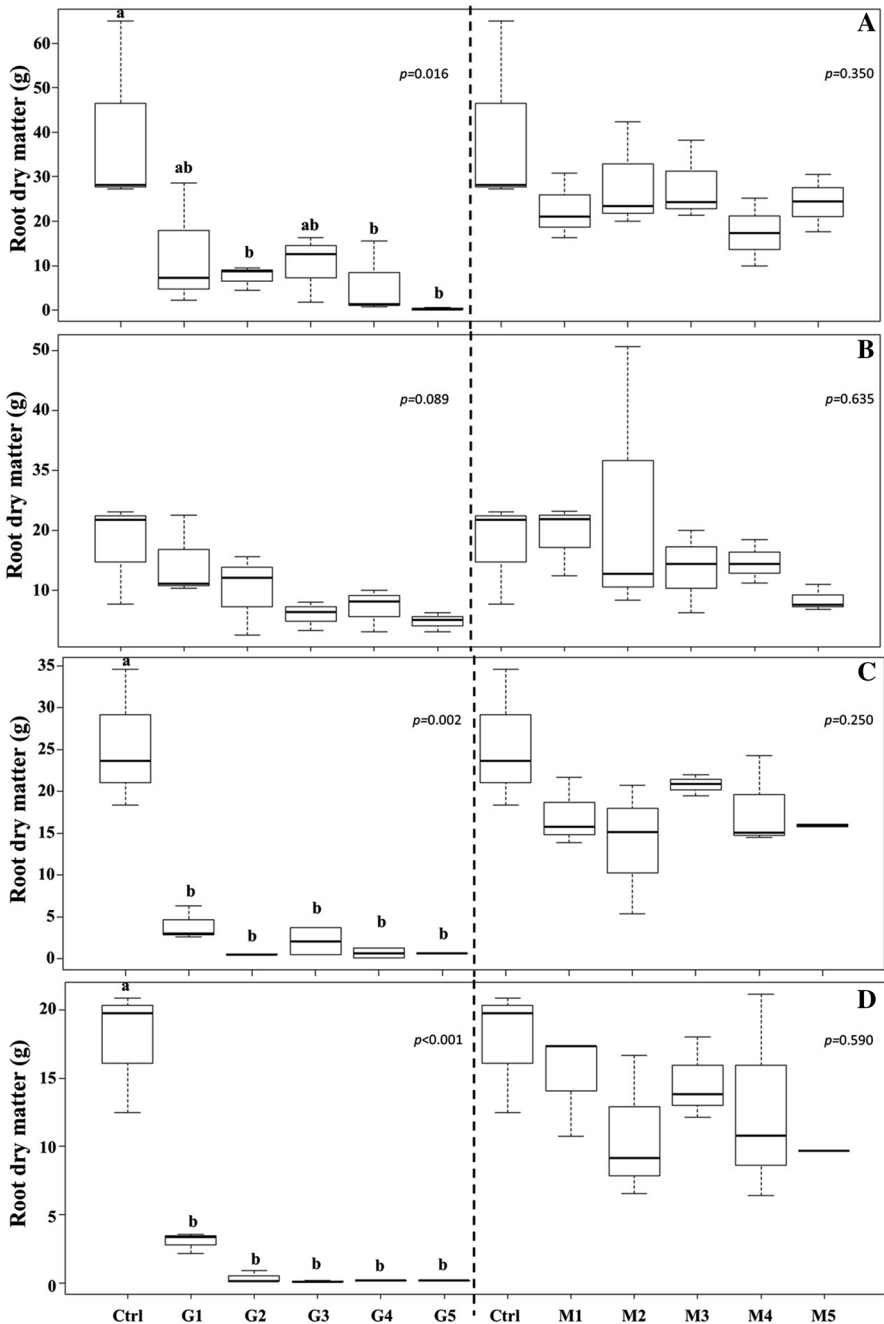 A
Root dry matter (g)
60
50
40
30
20
10
0
a
ab
b
ab
b
b
p=0.016
p=0.350
B
Root dry matter (g)
50
40
35
20
10
p=0.089
p=0.635
C
Root dry matter (g)
35
30
25
20
15
10
5
0
a
b
b
b
b
b
p=0.002
p=0.250
D
Root dry matter (g)
20
15
10
5
0
a
b
b
b
b
b
p<0.001
p=0.590
Ctrl G1 G2 G3 G4 G5 Ctrl M1 M2 M3 M4 M5